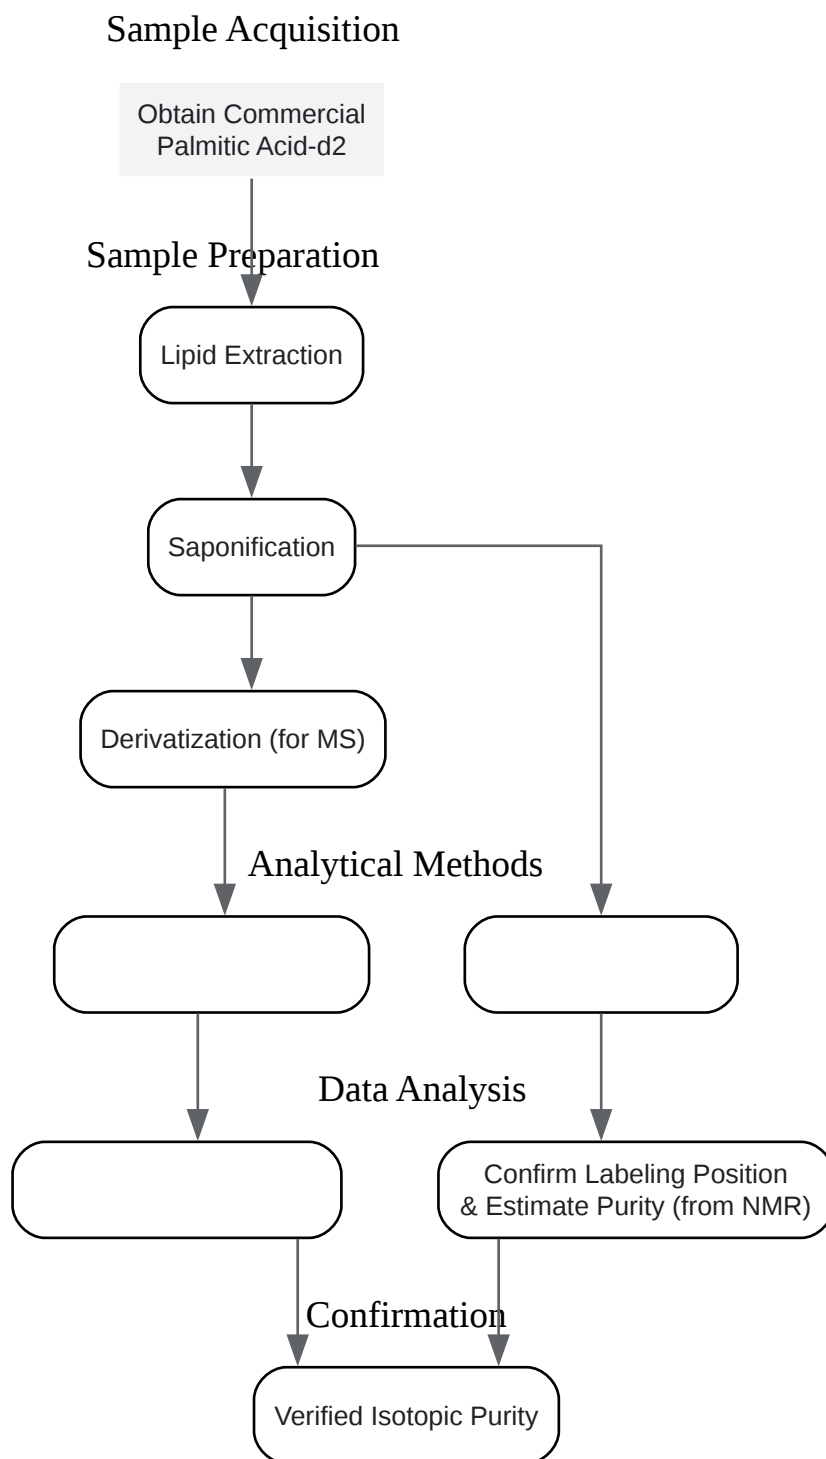 Sample Acquisition
Obtain Commercial
Palmitic Acid-d2
Sample Preparation
Lipid Extraction
Saponification
Derivatization (for MS)
Analytical Methods
Data Analysis
Confirm Labeling Position
& Estimate Purity (from NMR)
Confirmation
Verified Isotopic Purity